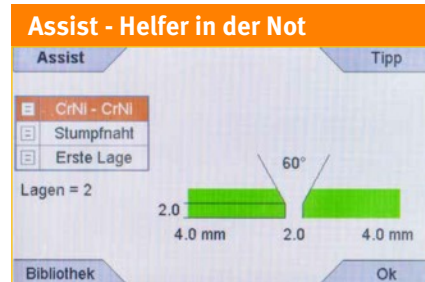 Assist - Helfer in der Not
Assist
Tipp
CrNi - CrNi
Stumpfnaht
Erste Lage
Lagen = 2
60°
2.0
4.0 mm
2.0
4.0 mm
Bibliothek
Ok